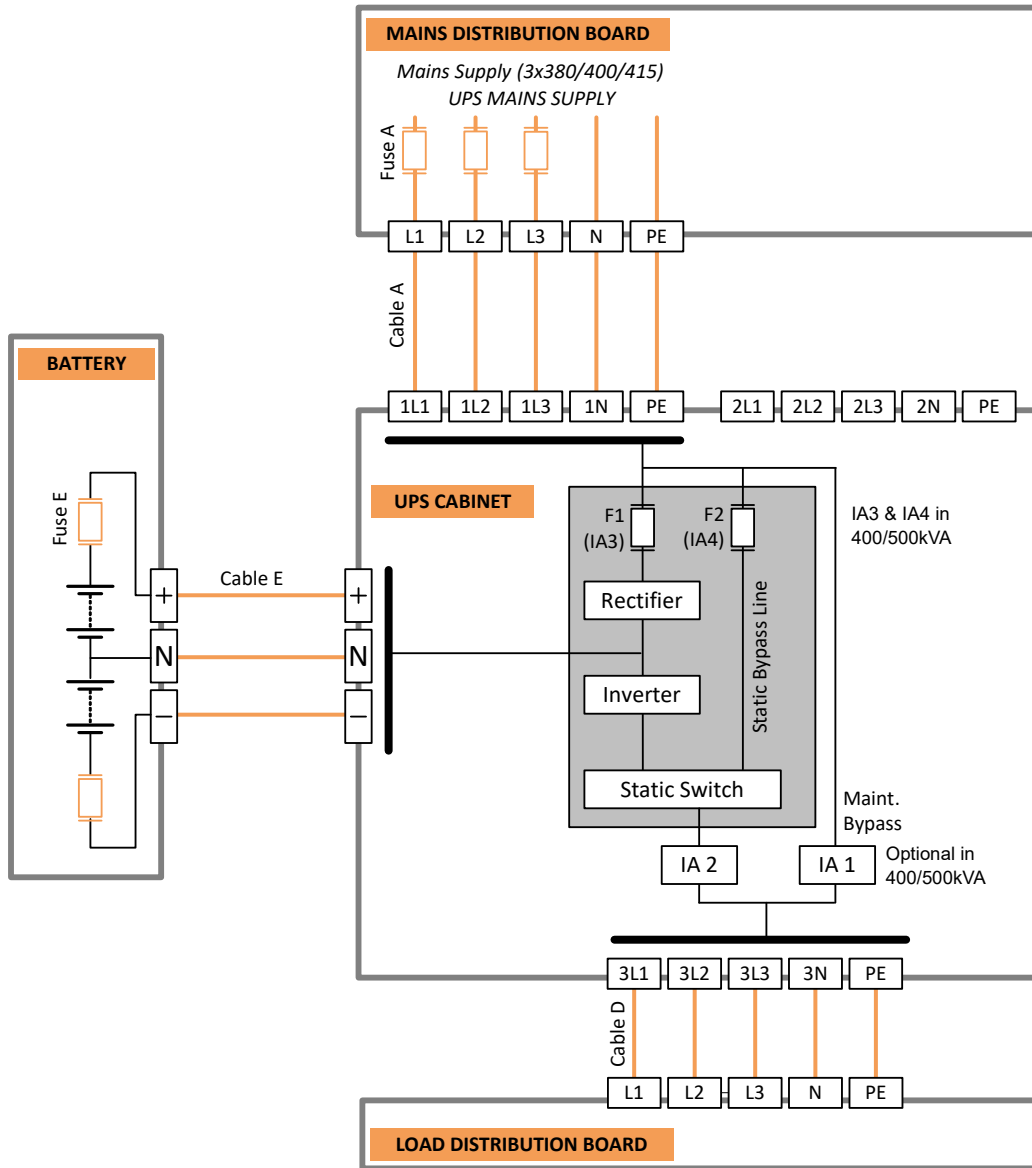 MAINS DISTRIBUTION BOARD
Mains Supply (3x380/400/415)
UPS MAINS SUPPLY
Fuse A
L1 L2 L3 N PE
Cable A
1L1 1L2 1L3 1N PE 2L1 2L2 2L3 2N PE
BATTERY
Fuse E
+
N
−
Cable E
+
N
−
UPS CABINET
F1
(IA3)
F2
(IA4)
IA3 & IA4 in
400/500kVA
Rectifier
Inverter
Static Bypass Line
Static Switch
Maint.
Bypass
IA 2
IA 1
Optional in
400/500kVA
3L1 3L2 3L3 3N PE
Cable D
L1 L2 L3 N PE
LOAD DISTRIBUTION BOARD